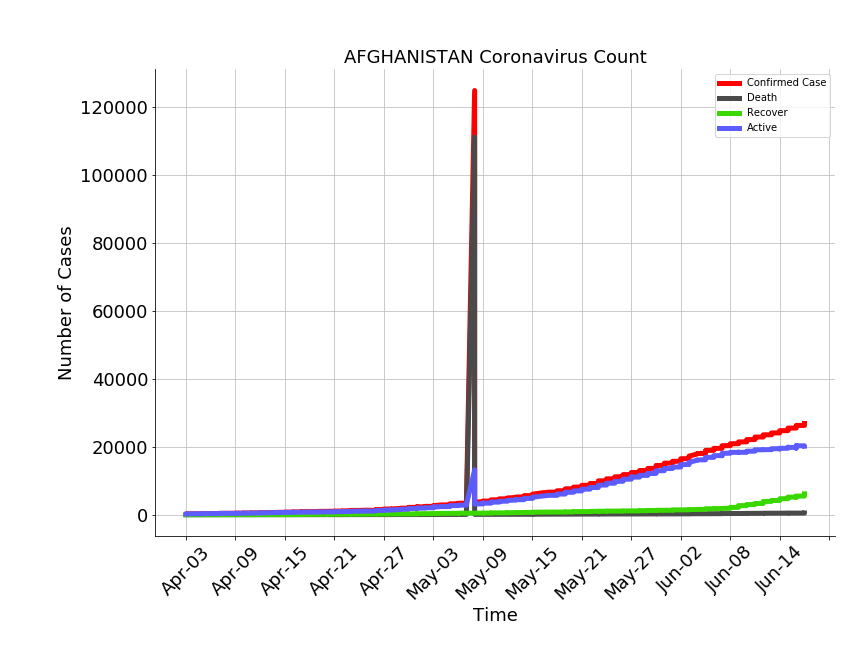 AFGHANISTAN Coronavirus Count
Confirmed Case
Death
Recover
Active
120000
100000
80000
60000
40000
20000
0
Number of Cases
Apr-03
Apr-09
Apr-15
Apr-21
Apr-27
May-03
May-09
May-15
May-21
May-27
Jun-02
Jun-08
Jun-14
Time